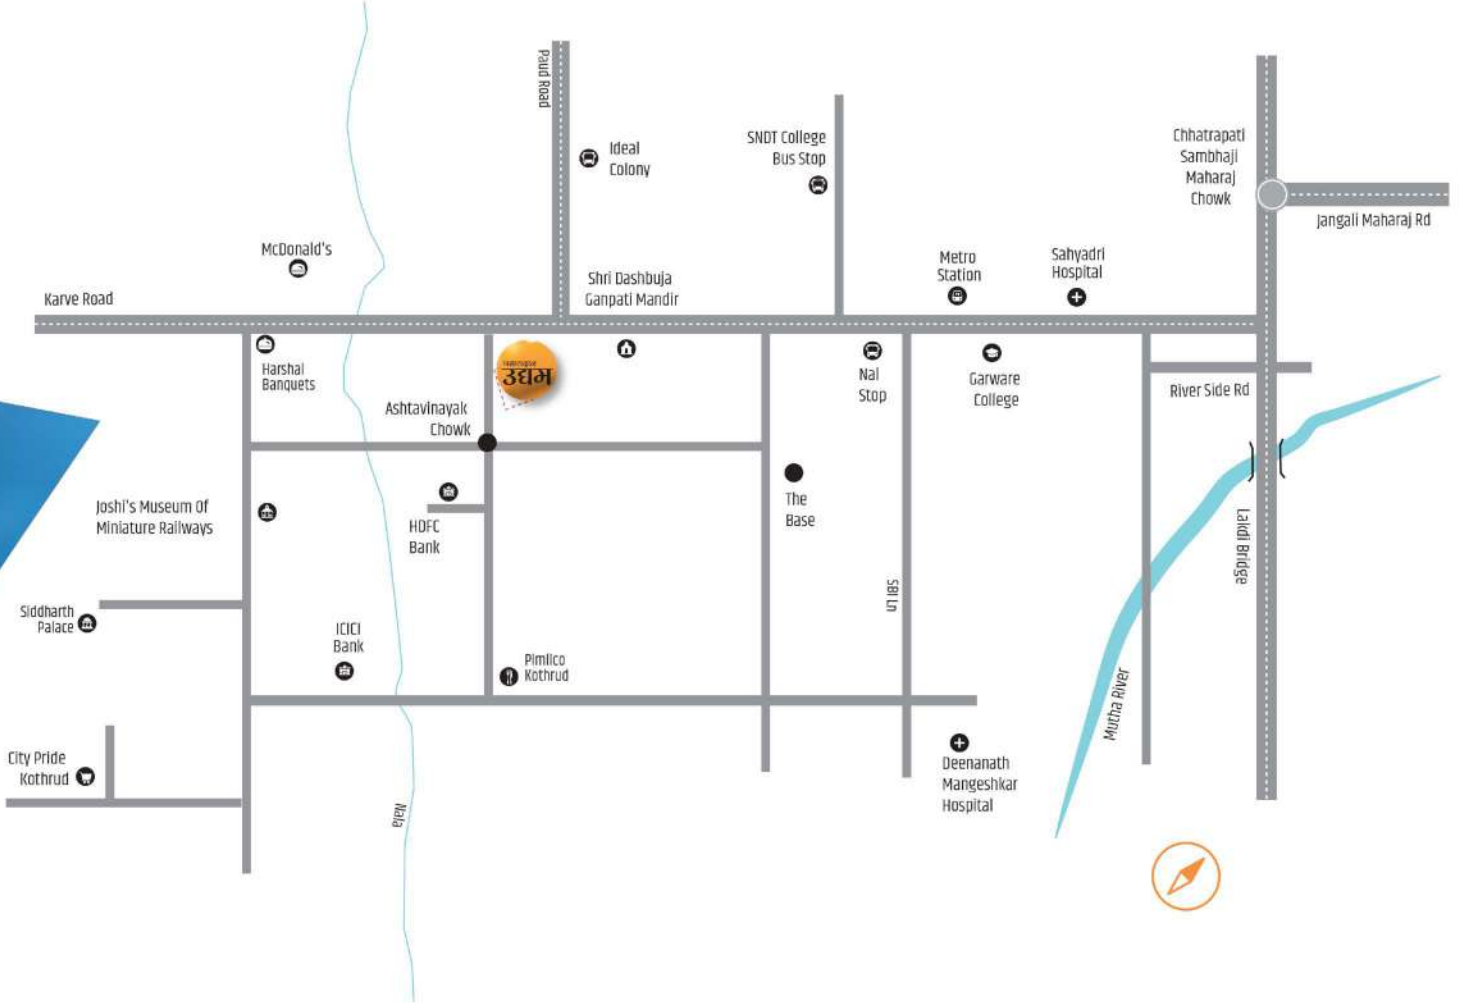 Paud Road
Ideal
Colony
SNDT College
Bus Stop
Chhatrapati
Sambhaji
Maharaj
Chowk
Jangali Maharaj Rd
McDonald's
Metro
Station
Sahyadri
Hospital
Shri Dashbuja
Ganpati Mandir
Karve Road
Harshal
Banquets
उद्यम
Nal
Stop
Garware
College
River Side Rd
Ashtavinayak
Chowk
Joshi's Museum Of
Miniature Railways
HDFC
Bank
The
Base
Lakdi Bridge
SBI Ln
Siddharth
Palace
ICICI
Bank
Pimlico
Kothrud
Mutha River
City Pride
Kothrud
Deenanath
Mangeshkar
Hospital
Nala